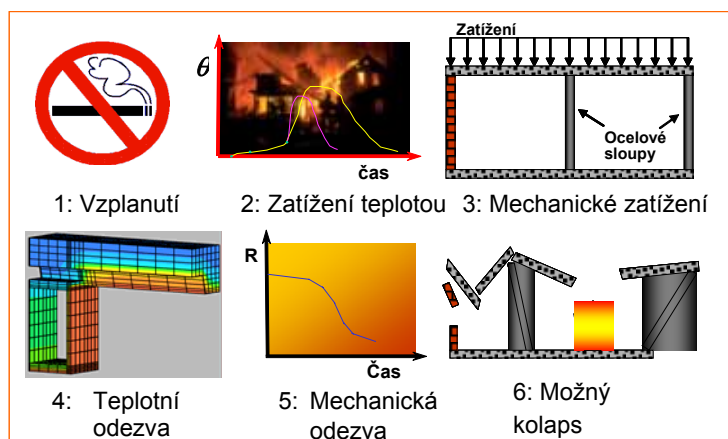 θ
čas
Zatížení
Ocelové
sloupy
1: Vzplanutí
2: Zatížení teplotou
3: Mechanické zatížení
R
Čas
4: Teplotní
odezva
5: Mechanická
odezva
6: Možný
kolaps